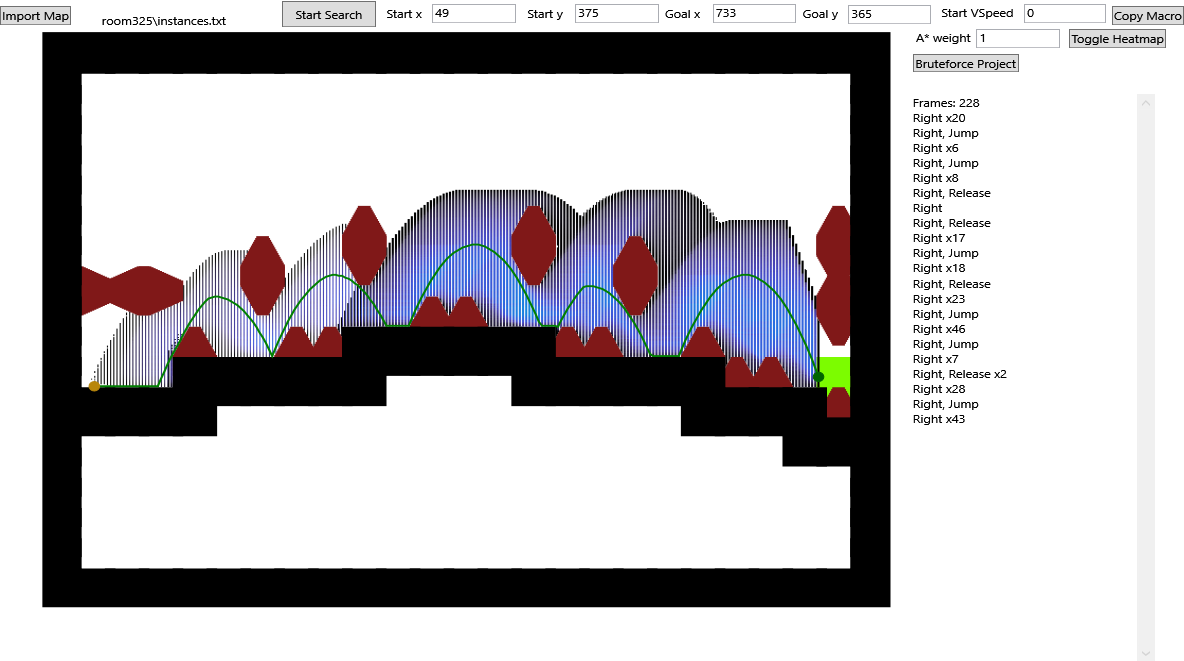 Import Map
room325\instances.txt
Start Search
Start x 49
Start y 375
Goal x 733
Goal y 365
Start VSpeed 0
Copy Macro
A* weight 1
Toggle Heatmap
Bruteforce Project
Frames: 228
Right x20
Right, Jump
Right x6
Right, Jump
Right x8
Right, Release
Right
Right, Release
Right x17
Right, Jump
Right x18
Right, Release
Right x23
Right, Jump
Right x46
Right, Jump
Right x7
Right, Release x2
Right x28
Right, Jump
Right x43